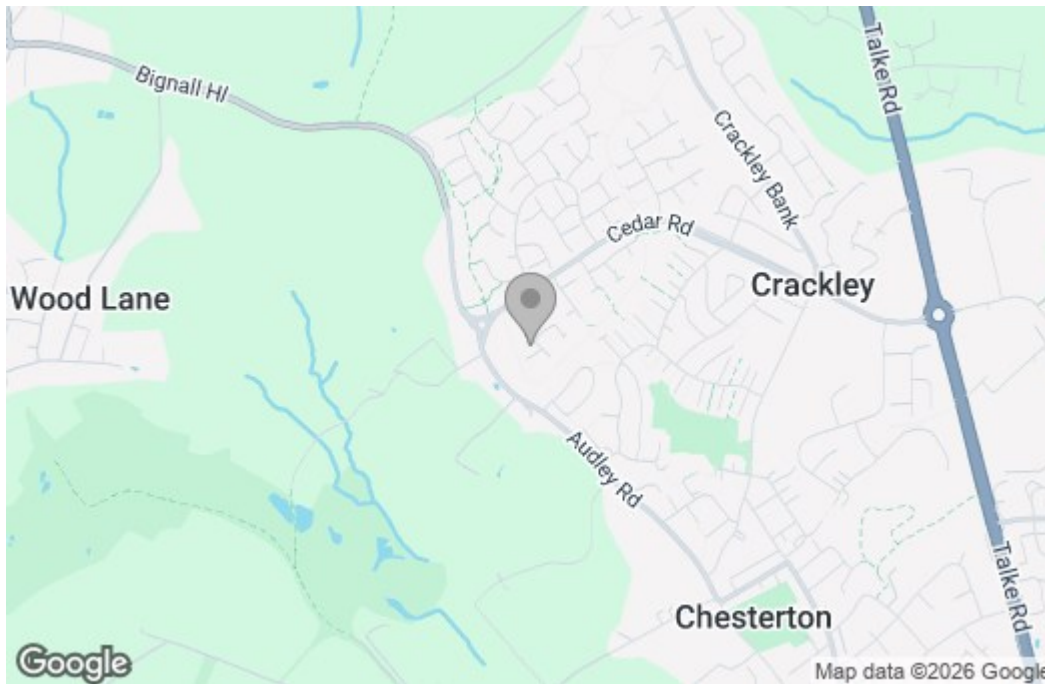 Bignall Hl
Talke Rd
Crackley Bank
Cedar Rd
Wood Lane
Crackley
Audley Rd
Talke Rd
Chesterton
Google
Map data ©2026 Google